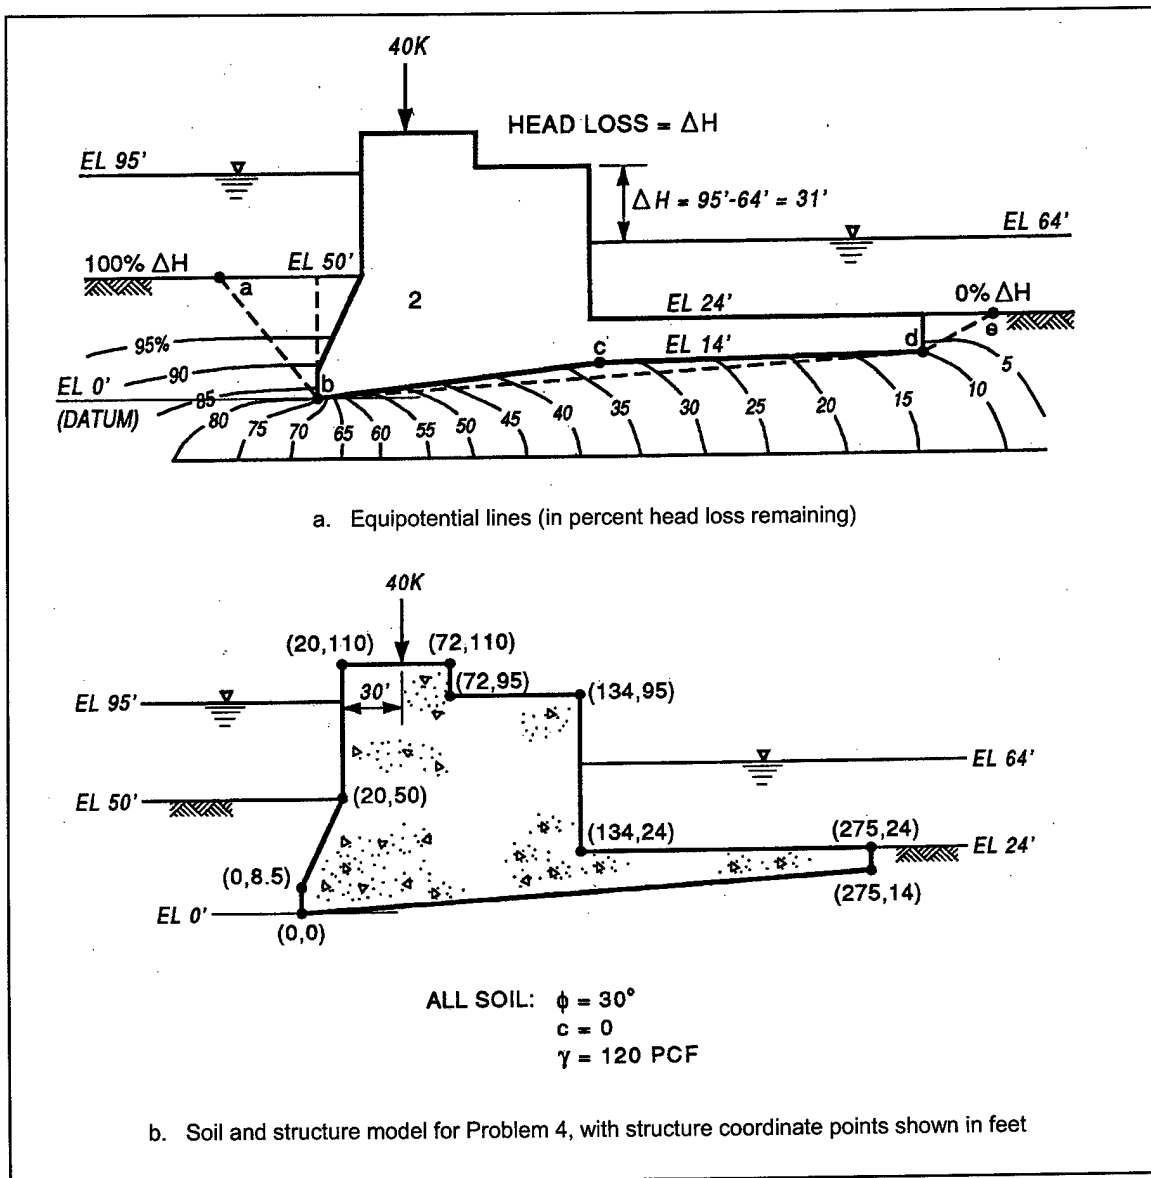 40K
HEAD LOSS = ΔH
EL 95'
ΔH = 95'-64' = 31'
EL 64'
100% ΔH
EL 50'
a
2
EL 24'
0% ΔH
e
95%
c
EL 14'
d
90
5
EL 0'
85
b
(DATUM)
80
75
70
65
60
55
50
45
40
35
30
25
20
15
10
a. Equipotential lines (in percent head loss remaining)
40K
(20,110)
(72,110)
30'
(72,95)
(134,95)
EL 95'
EL 64'
EL 50'
(20,50)
(134,24)
(275,24)
EL 24'
(0,8.5)
(275,14)
EL 0'
(0,0)
ALL SOIL: ϕ = 30°
c = 0
γ = 120 PCF
b. Soil and structure model for Problem 4, with structure coordinate points shown in feet